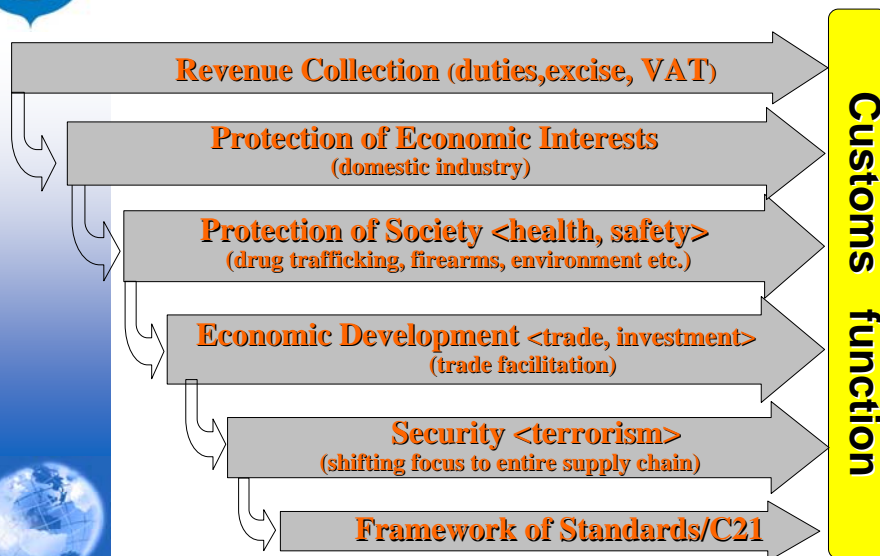 Revenue Collection (duties,excise, VAT)
Protection of Economic Interests
(domestic industry)
Protection of Society <health, safety>
(drug trafficking, firearms, environment etc.)
Economic Development <trade, investment>
(trade facilitation)
Security <terrorism>
(shifting focus to entire supply chain)
Framework of Standards/C21
Customs function